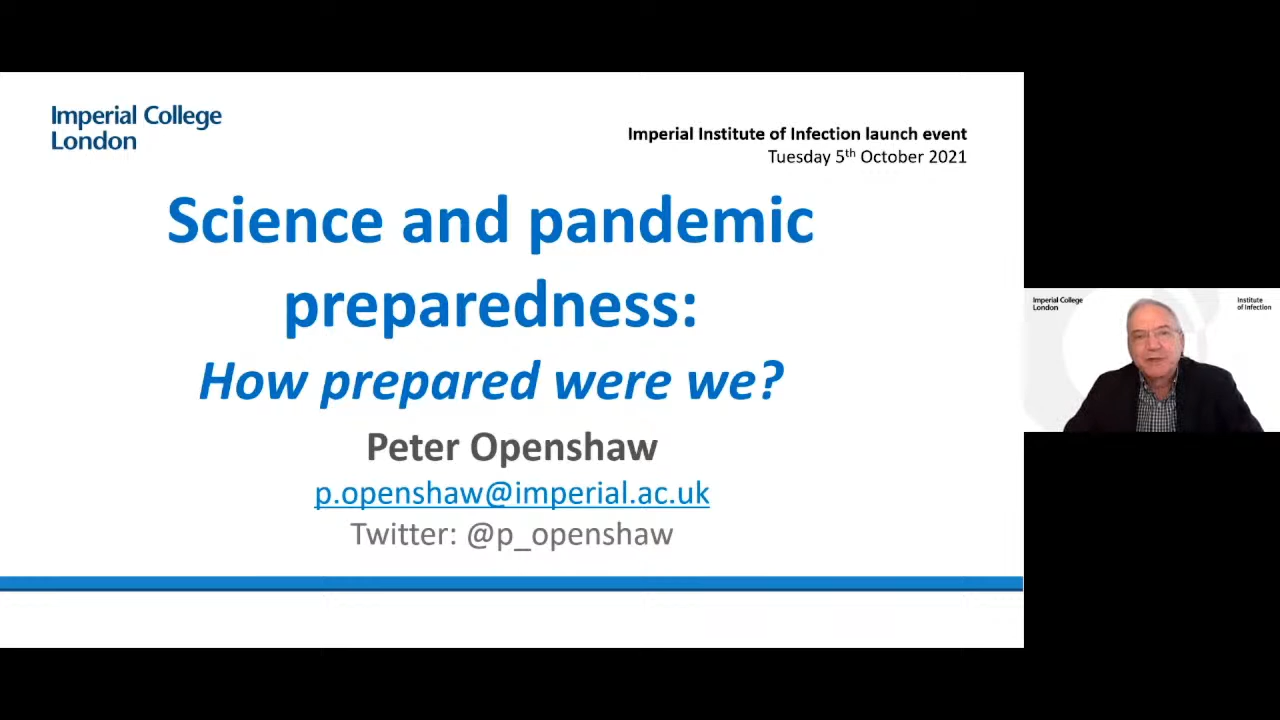 Imperial College
London
Imperial Institute of Infection launch event
Tuesday 5th October 2021
Science and pandemic
preparedness:
How prepared were we?
Peter Openshaw
p.openshaw@imperial.ac.uk
Twitter: @p_openshaw
Imperial College
London
Institute
of Infection